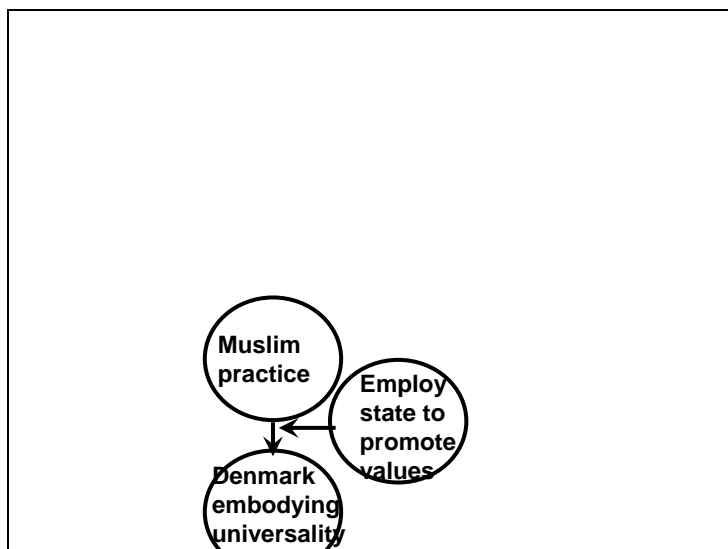 Muslim
practice
Employ
state to
promote
values
Denmark
embodying
universality